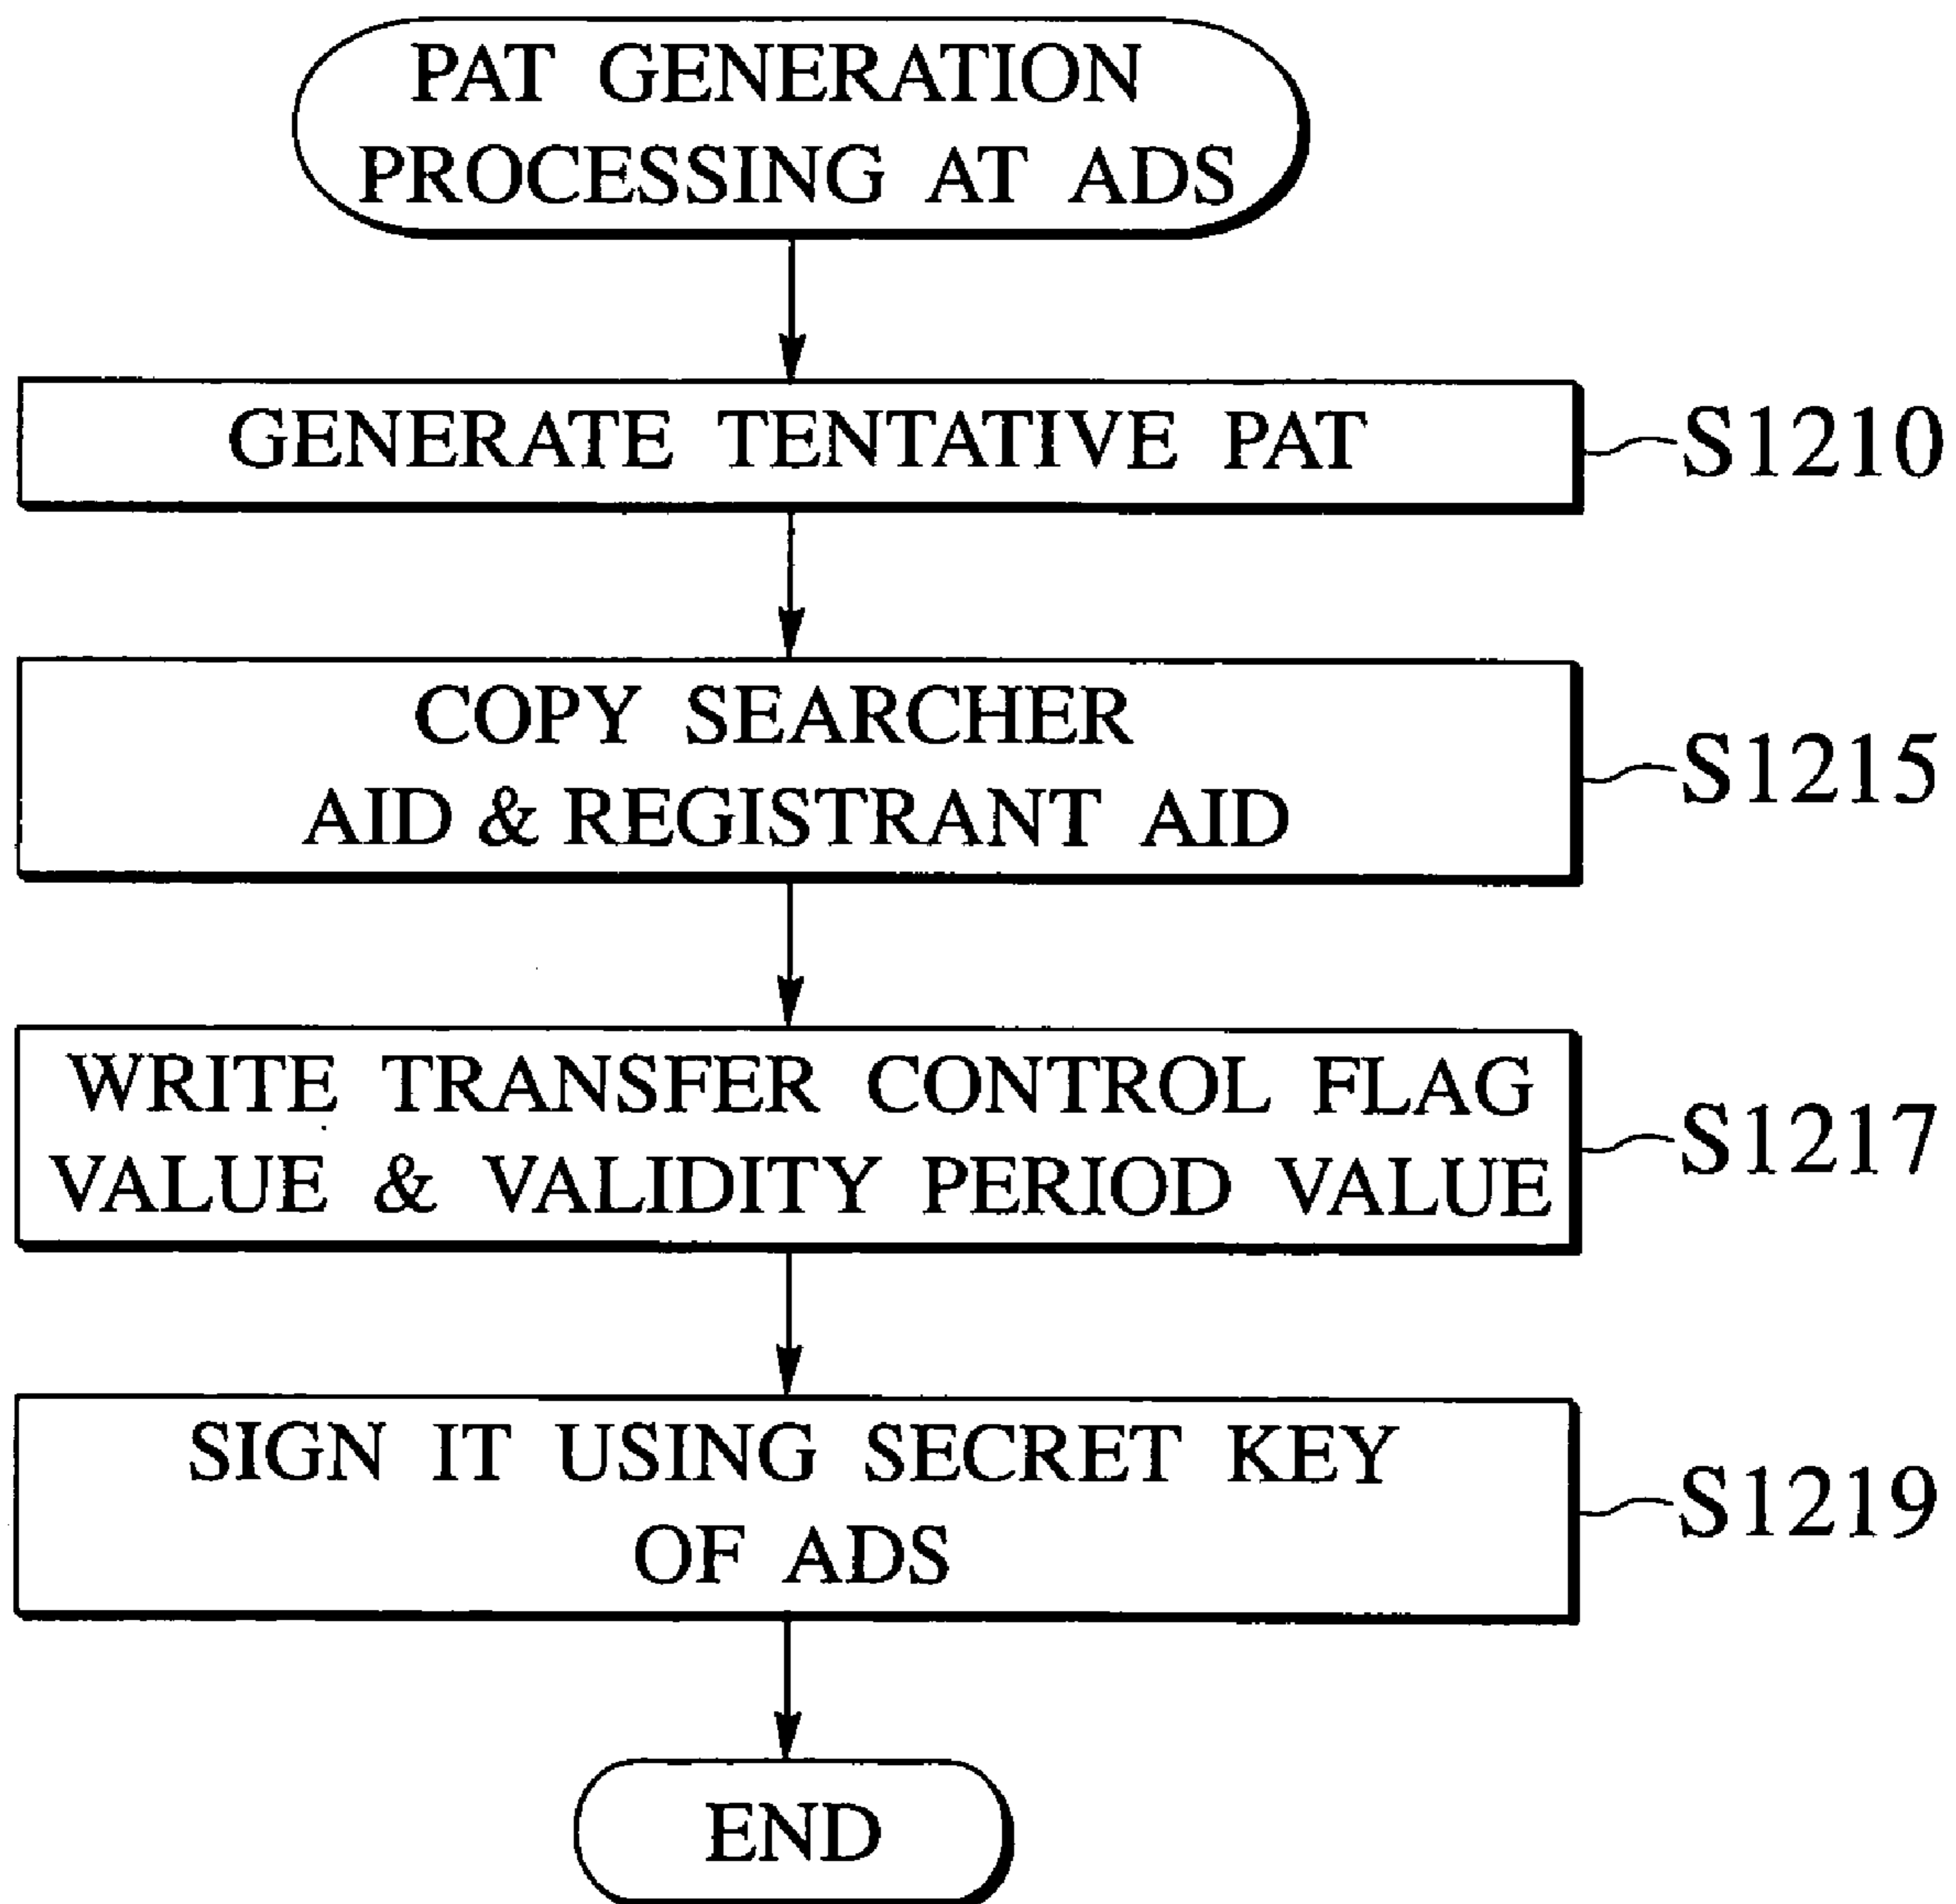 PAT GENERATION
PROCESSING AT ADS
GENERATE TENTATIVE PAT
S1210
COPY SEARCHER
AID & REGISTRANT AID
S1215
WRITE TRANSFER CONTROL FLAG
VALUE & VALIDITY PERIOD VALUE
S1217
SIGN IT USING SECRET KEY
OF ADS
S1219
END